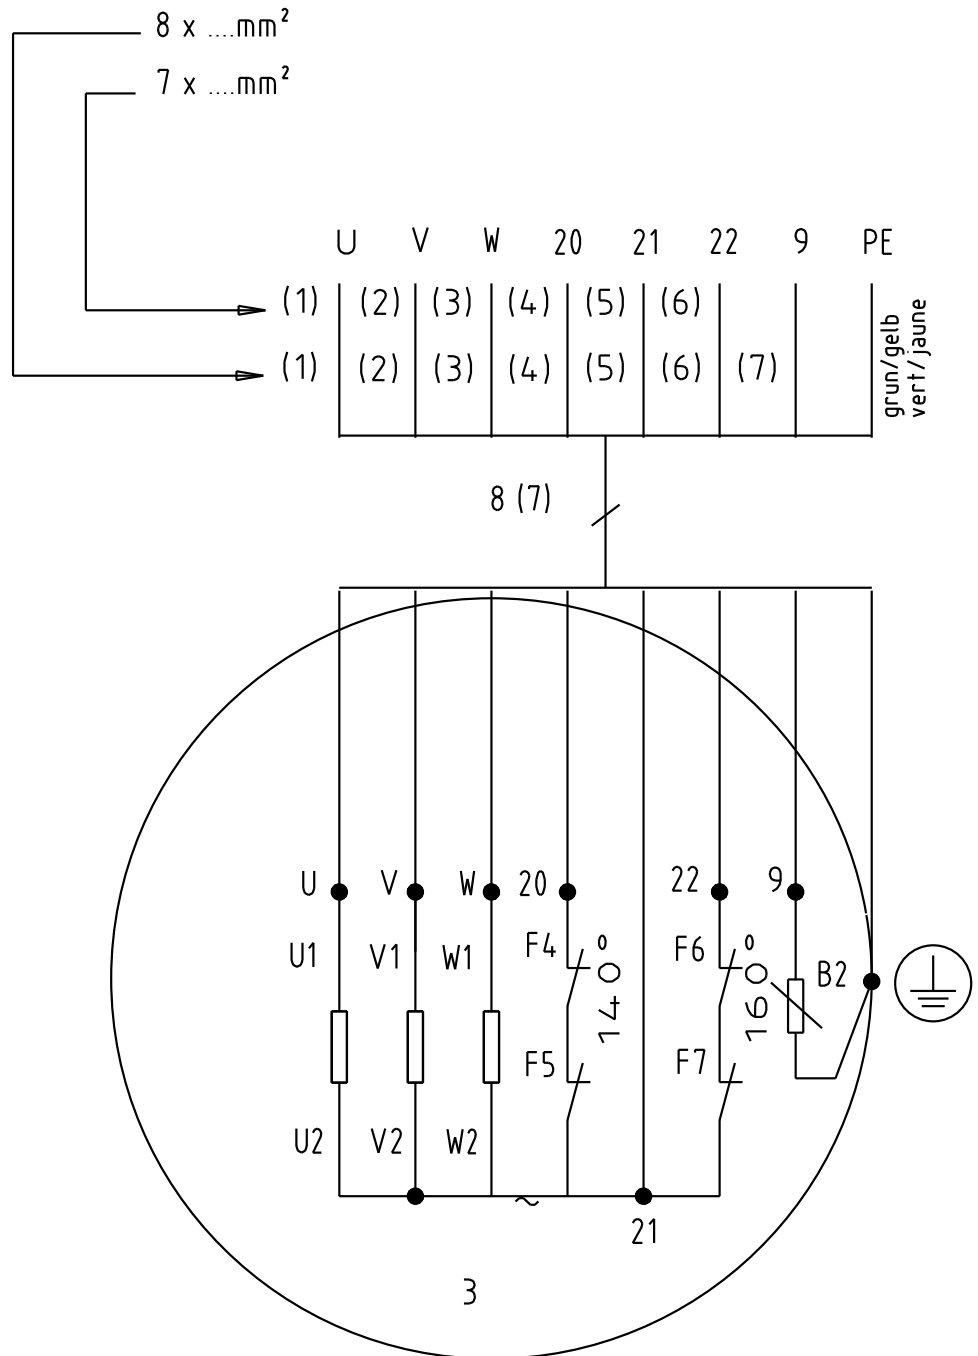 8 x ....mm²
7 x ....mm²
U V W 20 21 22 9 PE
(1) (2) (3) (4) (5) (6)
(1) (2) (3) (4) (5) (6) (7)
grun/gelb
vert/jaune
8 (7)
U V W 20 22 9
U1 V1 W1 F4 140° F6 160° B2
F5 F7
U2 V2 W2
~
21
3